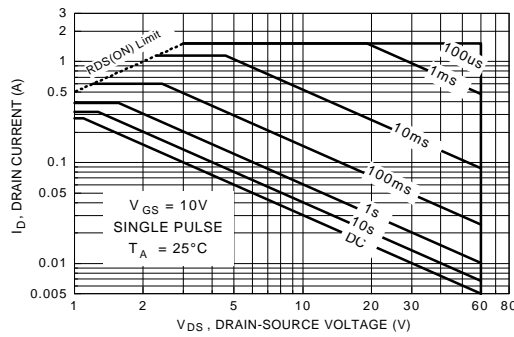 3
2
1
0.5
0.1
0.05
0.01
0.005
I D, DRAIN CURRENT (A)
RDS(ON) Limit
100us
1ms
10ms
100ms
1s
10s
DC
V GS = 10V
SINGLE PULSE
T A = 25°C
1 2 5 10 20 30 60 80
V DS , DRAIN-SOURCE VOLTAGE (V)